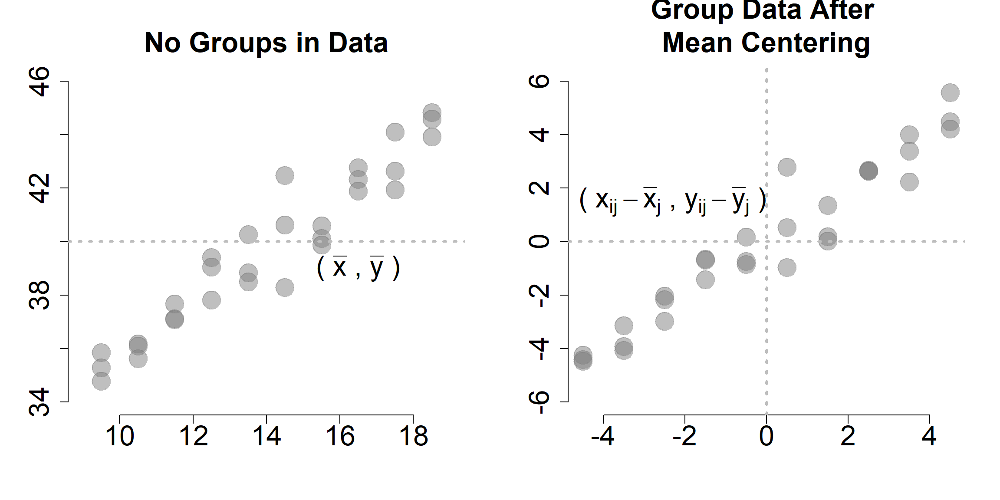 No Groups in Data
46
42
38
34
10 12 14 16 18
( x̅ , y̅ )
Group Data After
Mean Centering
6
4
2
0
-2
-4
-6
-4 -2 0 2 4
( xᵢⱼ − x̅ⱼ , yᵢⱼ − y̅ⱼ )